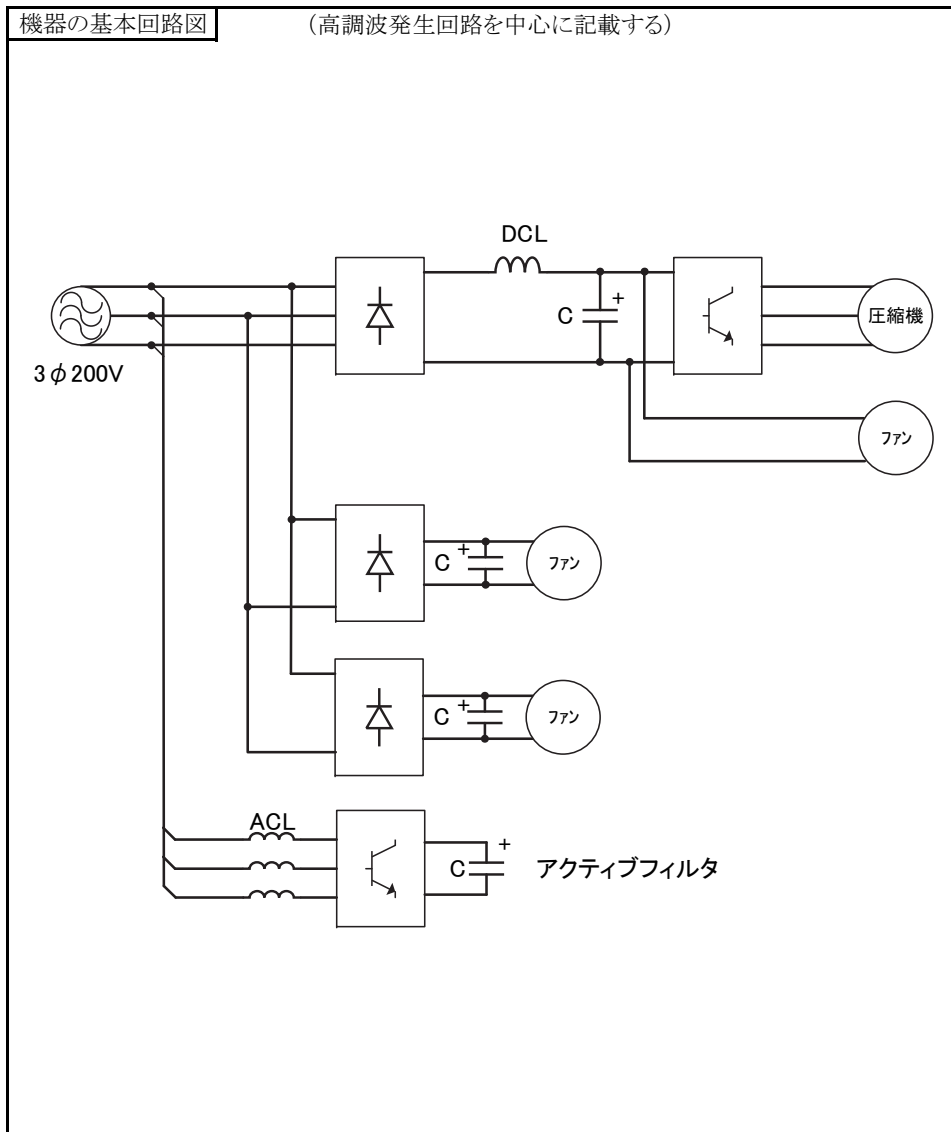 機器の基本回路図
(高調波発生回路を中心に記載する)
DCL
+
C
圧縮機
3φ200V
ファン
+
C
ファン
+
C
ファン
ACL
+
C
アクティブフィルタ